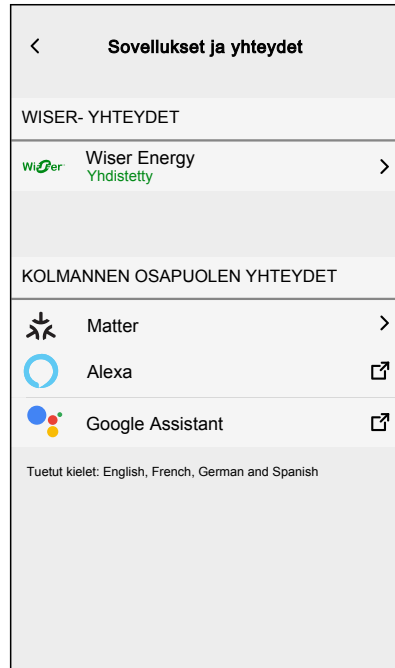 Sovellukset ja yhteydet
WISER- YHTEYDET
Wiser
Wiser Energy
Yhdistetty
KOLMANNEN OSAPUOLEN YHTEYDET
Matter
Alexa
Google Assistant
Tuetut kielet: English, French, German and Spanish